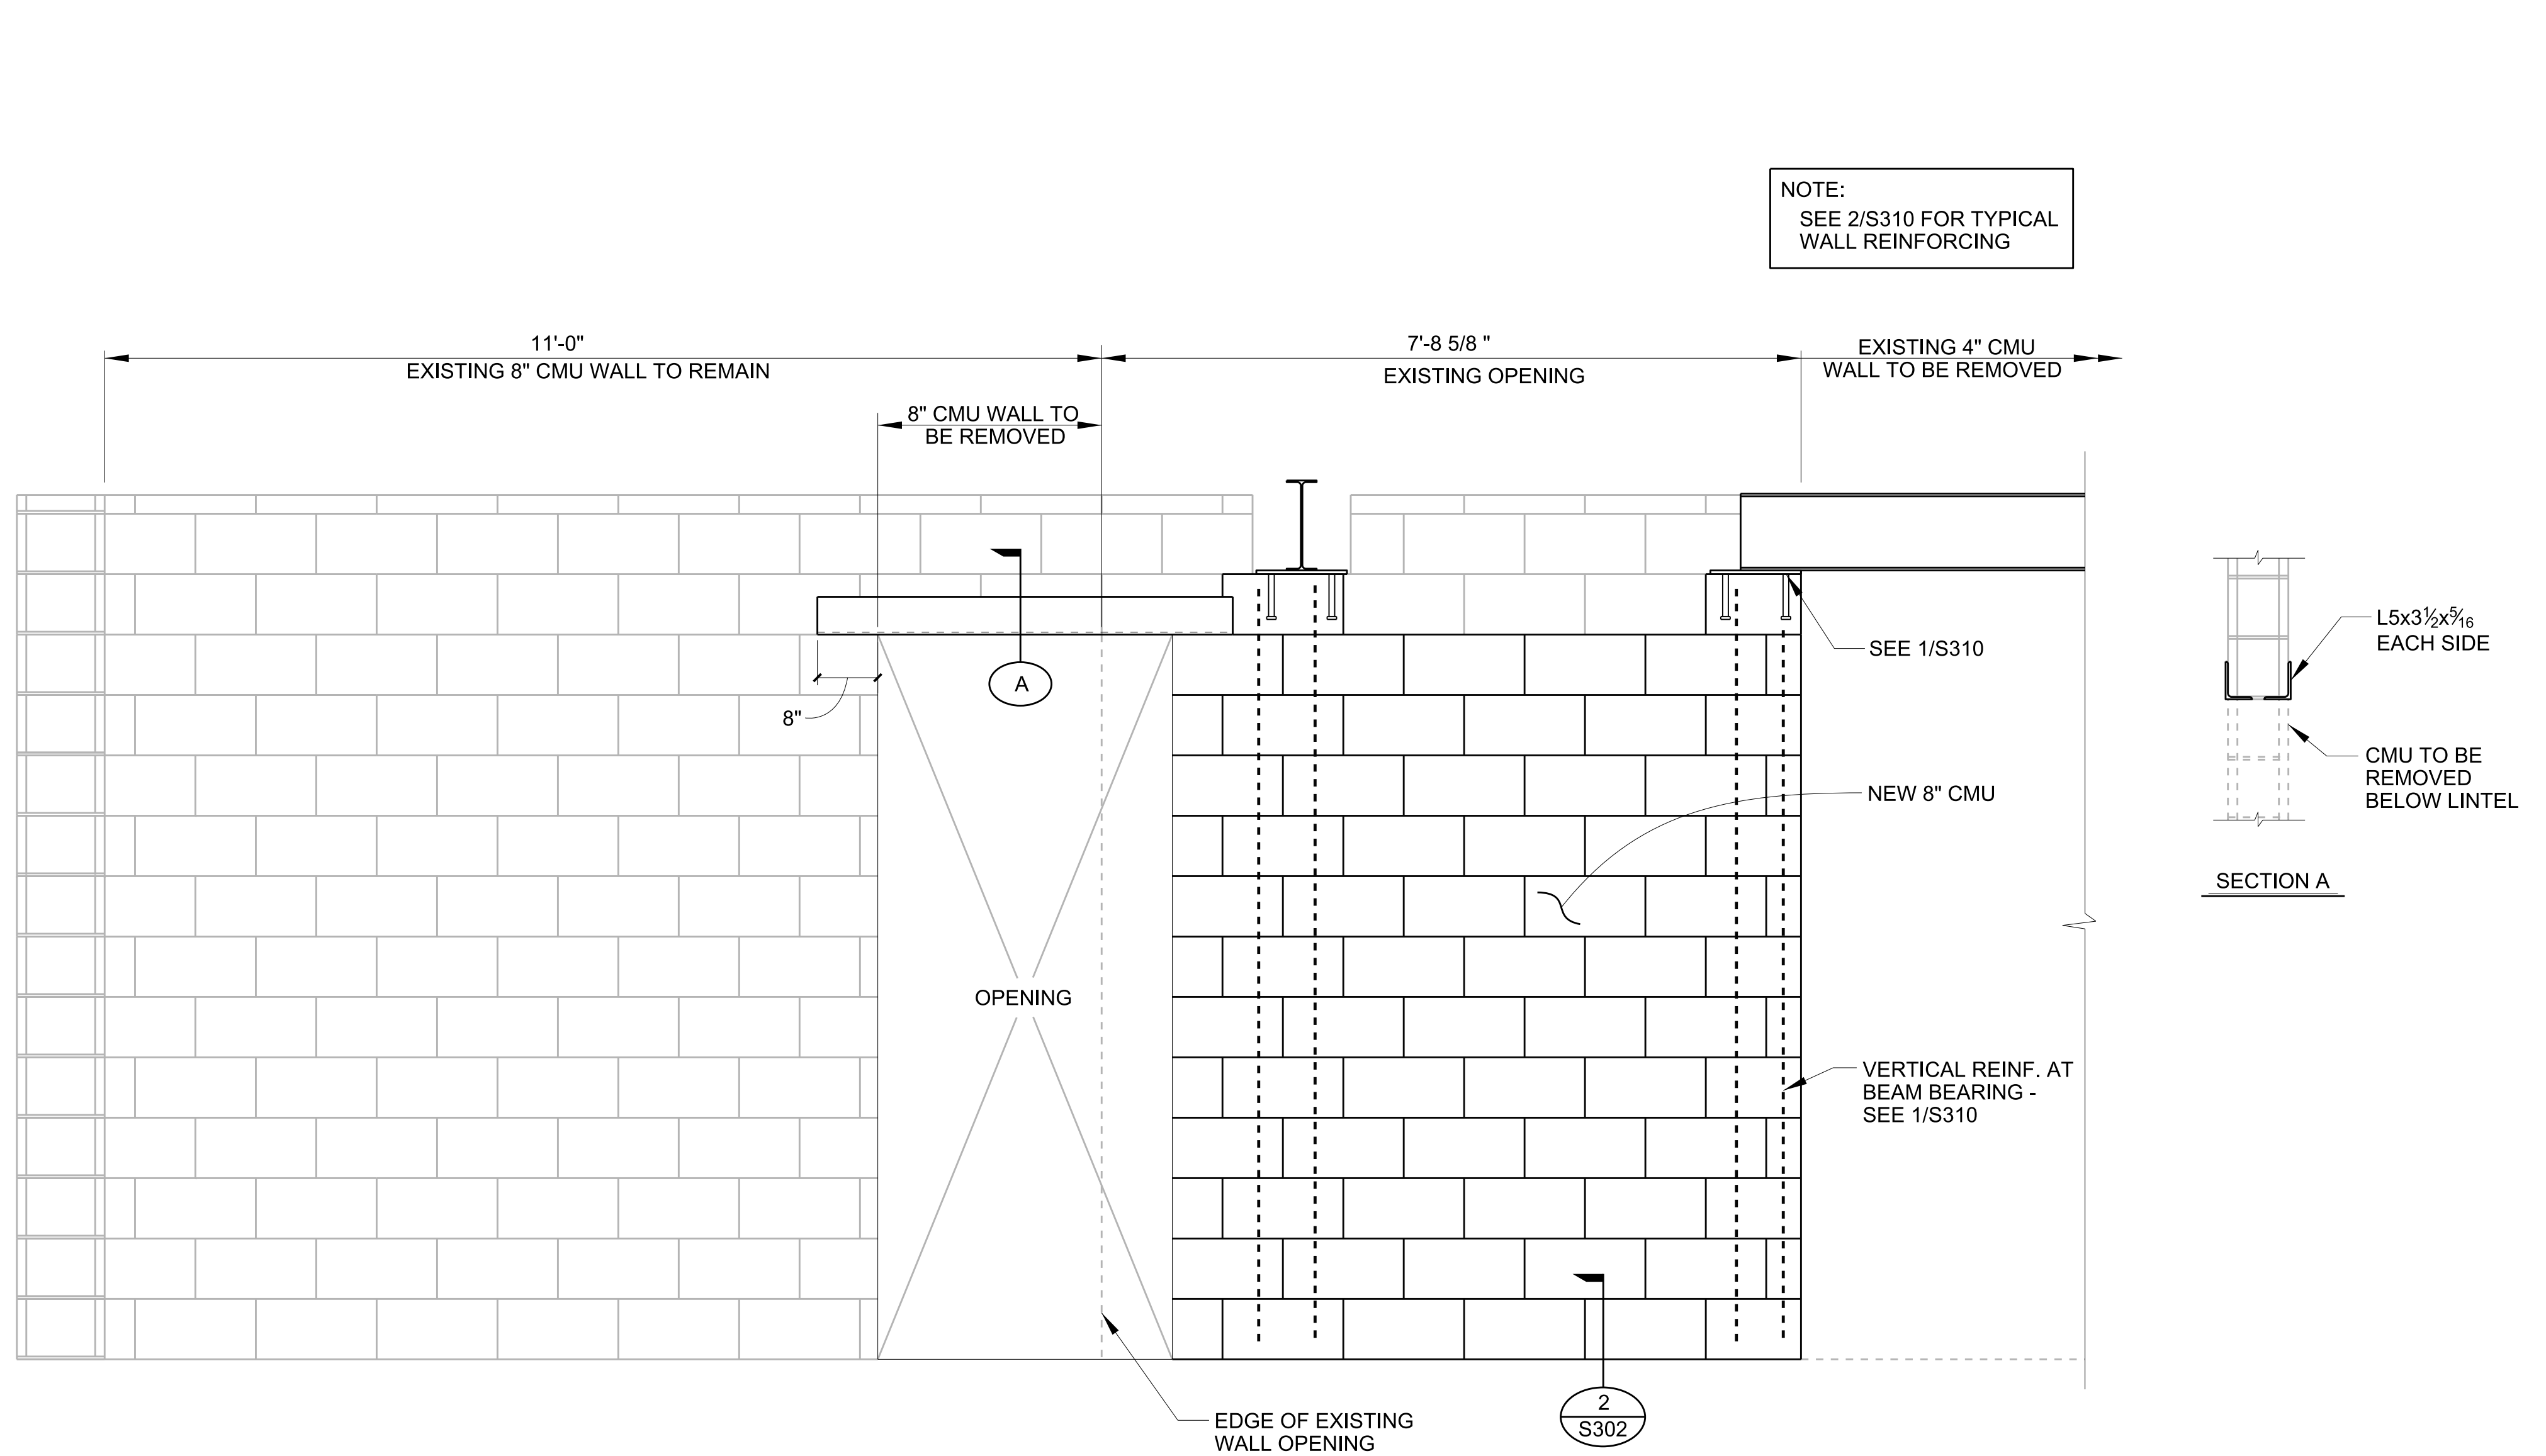 NOTE:
SEE 2/S310 FOR TYPICAL
WALL REINFORCING
11'-0"
EXISTING 8" CMU WALL TO REMAIN
7'-8 5/8 "
EXISTING OPENING
EXISTING 4" CMU
WALL TO BE REMOVED
8" CMU WALL TO
BE REMOVED
A
8"
SEE 1/S310
L5x3½x5⁄16
EACH SIDE
CMU TO BE
REMOVED
BELOW LINTEL
SECTION A
NEW 8" CMU
OPENING
VERTICAL REINF. AT
BEAM BEARING -
SEE 1/S310
EDGE OF EXISTING
WALL OPENING
2
S302